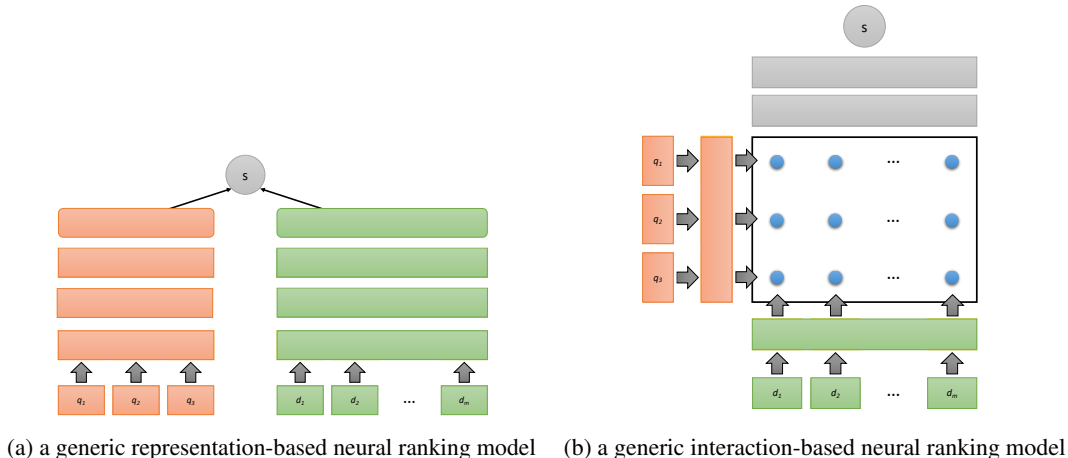 s
q1 q2 q3
d1 d2 ... dm
(a) a generic representation-based neural ranking model
s
q1 ...
q2 ...
q3 ...
d1 d2 ... dm
(b) a generic interaction-based neural ranking model